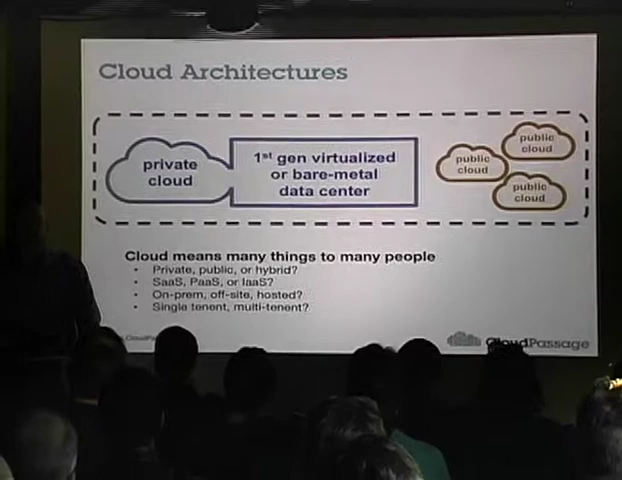 Cloud Architectures
private
cloud
1st gen virtualized
or bare-metal
data center
public
cloud
public
cloud
public
cloud
Cloud means many things to many people
• Private, public, or hybrid?
• SaaS, PaaS, or IaaS?
• On-prem, off-site, hosted?
• Single tenent, multi-tenent?
CloudPassage